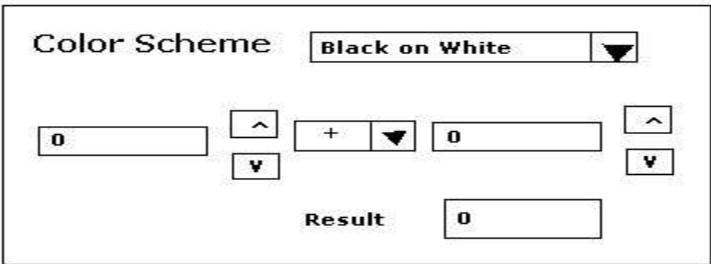 Color Scheme Black on White
0 ^ + 0 ^
v v
Result 0